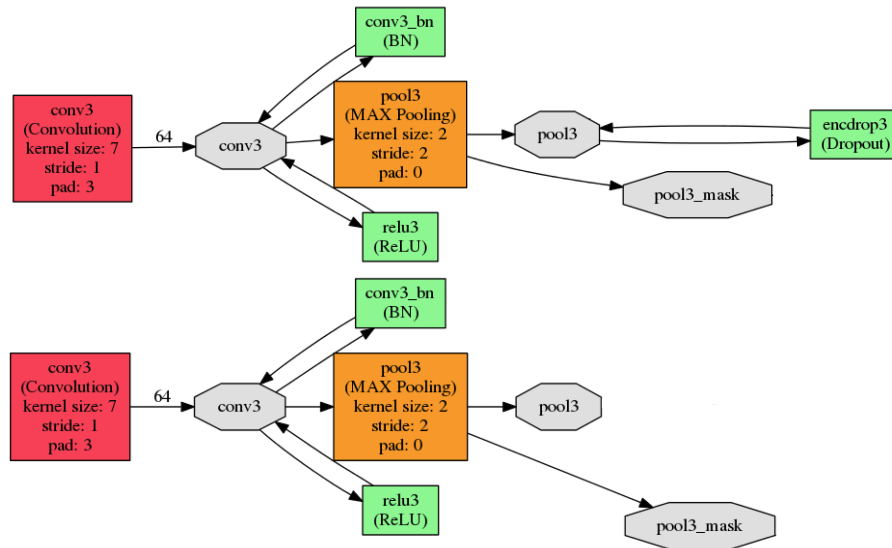 conv3_bn
(BN)
conv3
(Convolution)
kernel size: 7
stride: 1
pad: 3
64
conv3
pool3
(MAX Pooling)
kernel size: 2
stride: 2
pad: 0
pool3
encdrop3
(Dropout)
pool3_mask
relu3
(ReLU)
conv3_bn
(BN)
conv3
(Convolution)
kernel size: 7
stride: 1
pad: 3
64
conv3
pool3
(MAX Pooling)
kernel size: 2
stride: 2
pad: 0
pool3
relu3
(ReLU)
pool3_mask